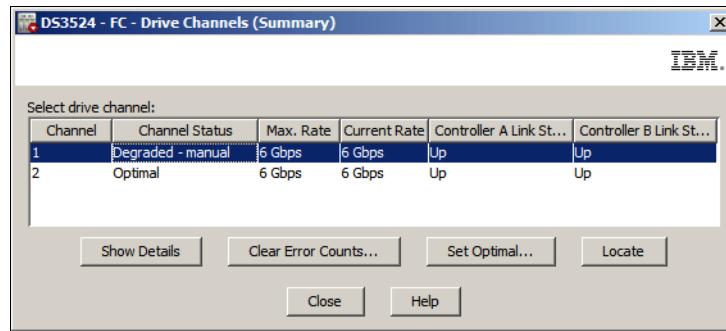 DS3524 - FC - Drive Channels (Summary)
IBM.
Select drive channel:
Channel Channel Status Max. Rate Current Rate Controller A Link St... Controller B Link St...
1 Degraded - manual 6 Gbps 6 Gbps Up Up
2 Optimal 6 Gbps 6 Gbps Up Up
Show Details Clear Error Counts... Set Optimal... Locate
Close Help